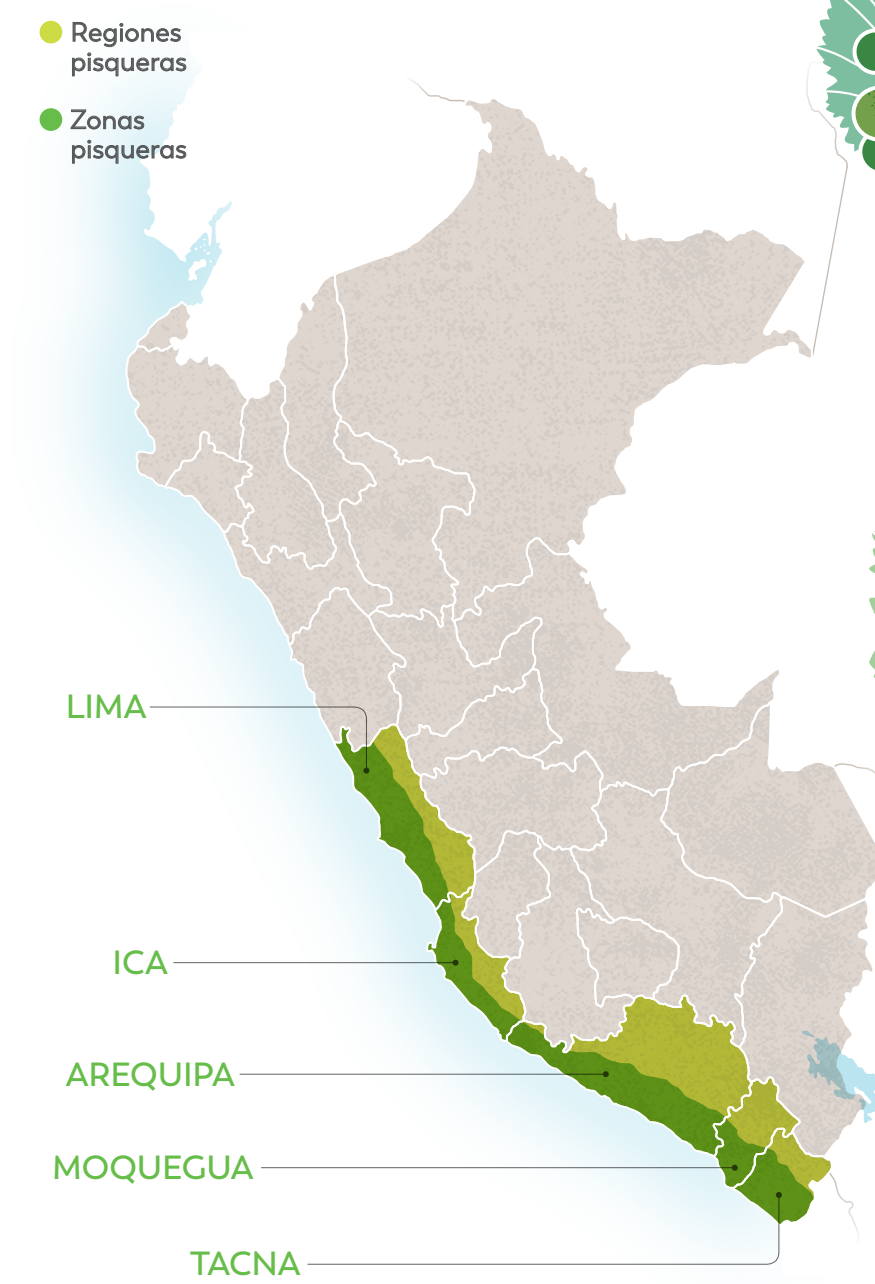 Regiones
pisqueras
Zonas
pisqueras
LIMA
ICA
AREQUIPA
MOQUEGUA
TACNA